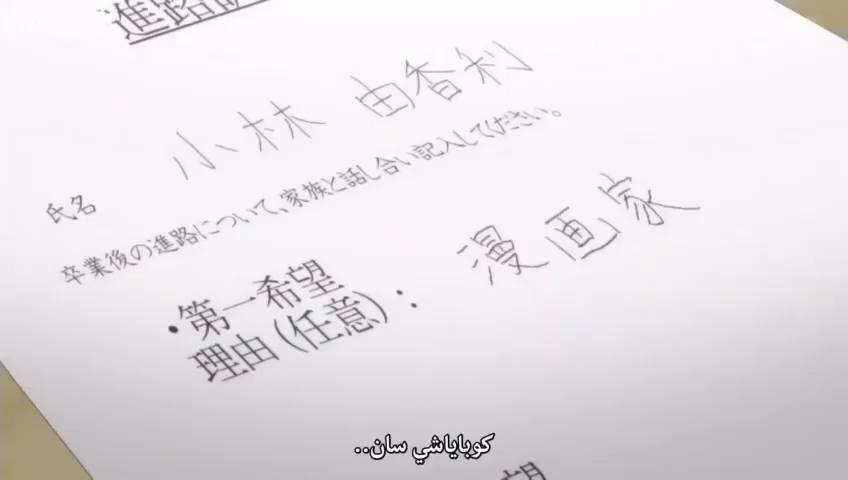 進路
小林 由香利
氏名
卒業後の進路について、家族と話し合い記入してください。
・第一希望 漫画家
理由(任意):
望
كوباياشي سان..